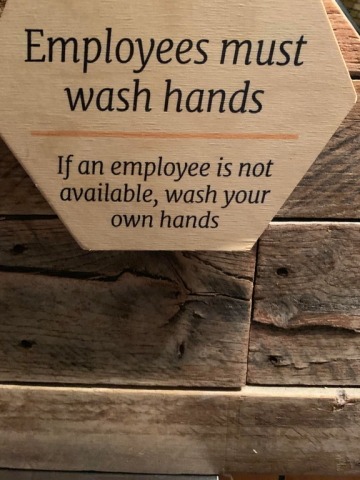 Employees must
wash hands
If an employee is not
available, wash your
own hands